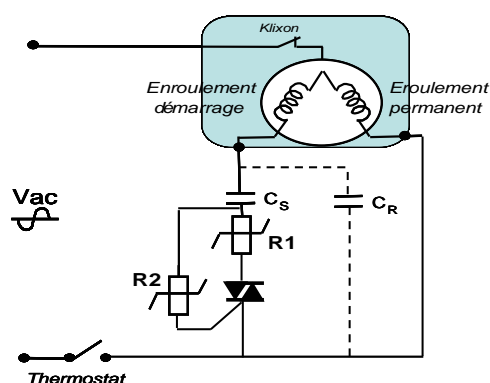 Klixon
Enroulement
démarrage
Eroulement
permanent
Vac
C_S
C_R
R1
R2
Thermostat